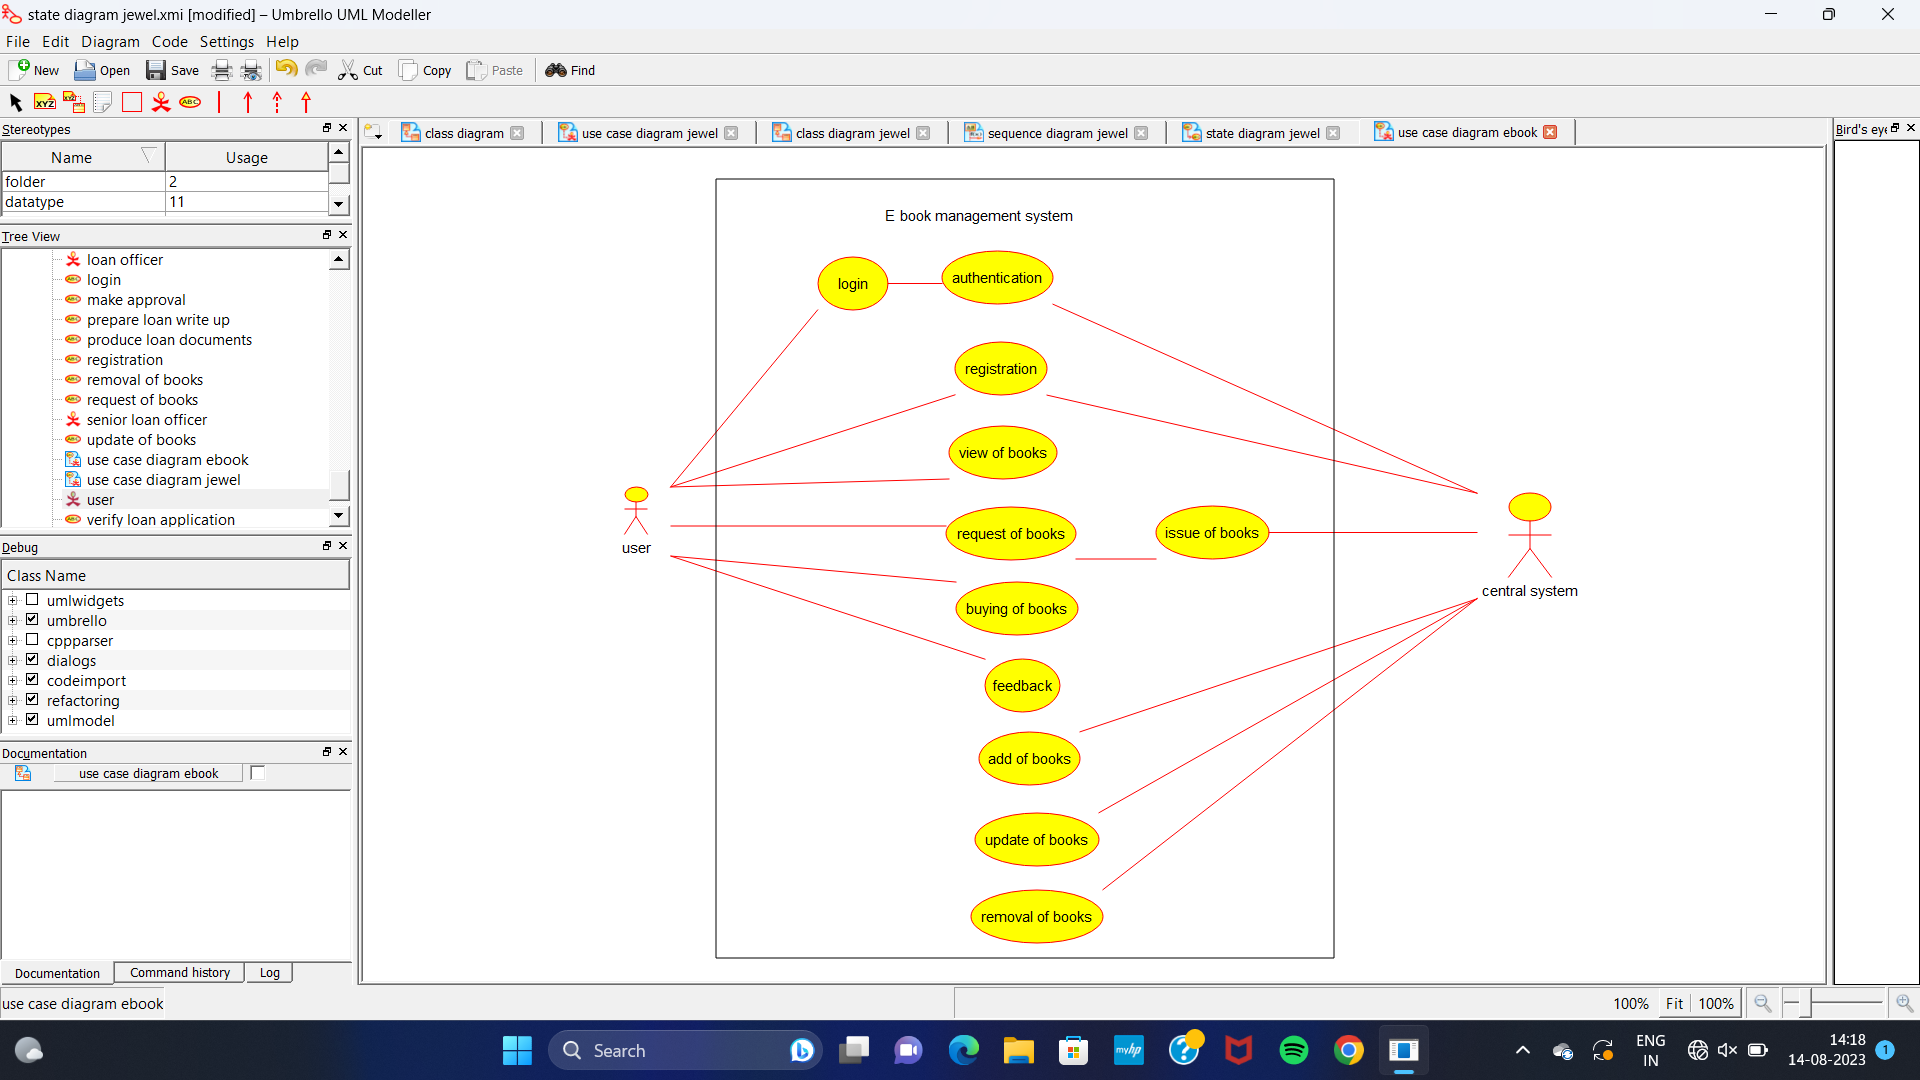 state diagram jewel.xmi [modified] – Umbrello UML Modeller
File Edit Diagram Code Settings Help
New Open Save Cut Copy Paste Find
XYZ ABC
Stereotypes
Name Usage
folder 2
datatype 11
Tree View
loan officer
login
make approval
prepare loan write up
produce loan documents
registration
removal of books
request of books
senior loan officer
update of books
use case diagram ebook
use case diagram jewel
user
verify loan application
Debug
Class Name
umlwidgets
umbrello
cppparser
dialogs
codeimport
refactoring
umlmodel
Documentation
use case diagram ebook
Documentation Command history Log
class diagram use case diagram jewel class diagram jewel sequence diagram jewel state diagram jewel use case diagram ebook
Bird's eye
E book management system
login authentication
registration
view of books
user
request of books issue of books
central system
buying of books
feedback
add of books
update of books
removal of books
use case diagram ebook
100% Fit 100%
Search
myhp
ENG
IN
14:18
14-08-2023
1